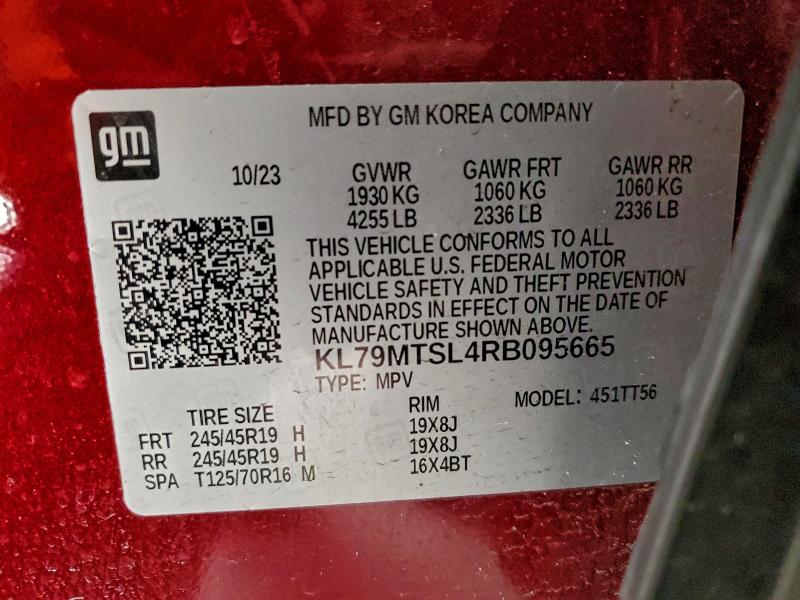 gm
MFD BY GM KOREA COMPANY
10/23 GVWR GAWR FRT GAWR RR
1930 KG 1060 KG 1060 KG
4255 LB 2336 LB 2336 LB
THIS VEHICLE CONFORMS TO ALL
APPLICABLE U.S. FEDERAL MOTOR
VEHICLE SAFETY AND THEFT PREVENTION
STANDARDS IN EFFECT ON THE DATE OF
MANUFACTURE SHOWN ABOVE.
KL79MTSL4RB095665
TYPE: MPV
MODEL: 451TT56
TIRE SIZE RIM
FRT 245/45R19 H 19X8J
RR 245/45R19 H 19X8J
SPA T125/70R16 M 16X4BT